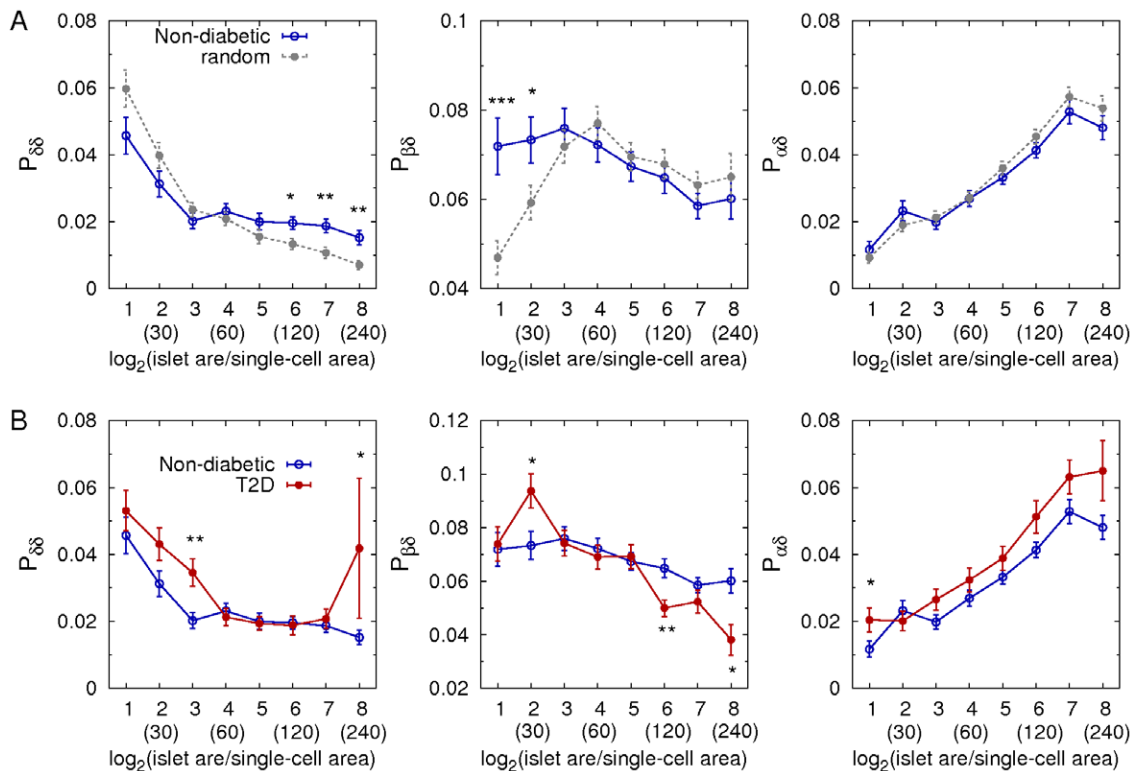 A
Non-diabetic
random
P_δδ
0.08
0.06
0.04
0.02
0
* ** **
1 2 3 4 5 6 7 8
(30) (60) (120) (240)
log2(islet are/single-cell area)
P_βδ
0.1
0.08
0.06
0.04
*** *
1 2 3 4 5 6 7 8
(30) (60) (120) (240)
log2(islet are/single-cell area)
P_αδ
0.08
0.06
0.04
0.02
0
1 2 3 4 5 6 7 8
(30) (60) (120) (240)
log2(islet are/single-cell area)
B
Non-diabetic
T2D
P_δδ
0.08
0.06
0.04
0.02
0
** *
1 2 3 4 5 6 7 8
(30) (60) (120) (240)
log2(islet are/single-cell area)
P_βδ
0.12
0.1
0.08
0.06
0.04
0.02
* ** *
1 2 3 4 5 6 7 8
(30) (60) (120) (240)
log2(islet are/single-cell area)
P_αδ
0.08
0.06
0.04
0.02
0
*
1 2 3 4 5 6 7 8
(30) (60) (120) (240)
log2(islet are/single-cell area)